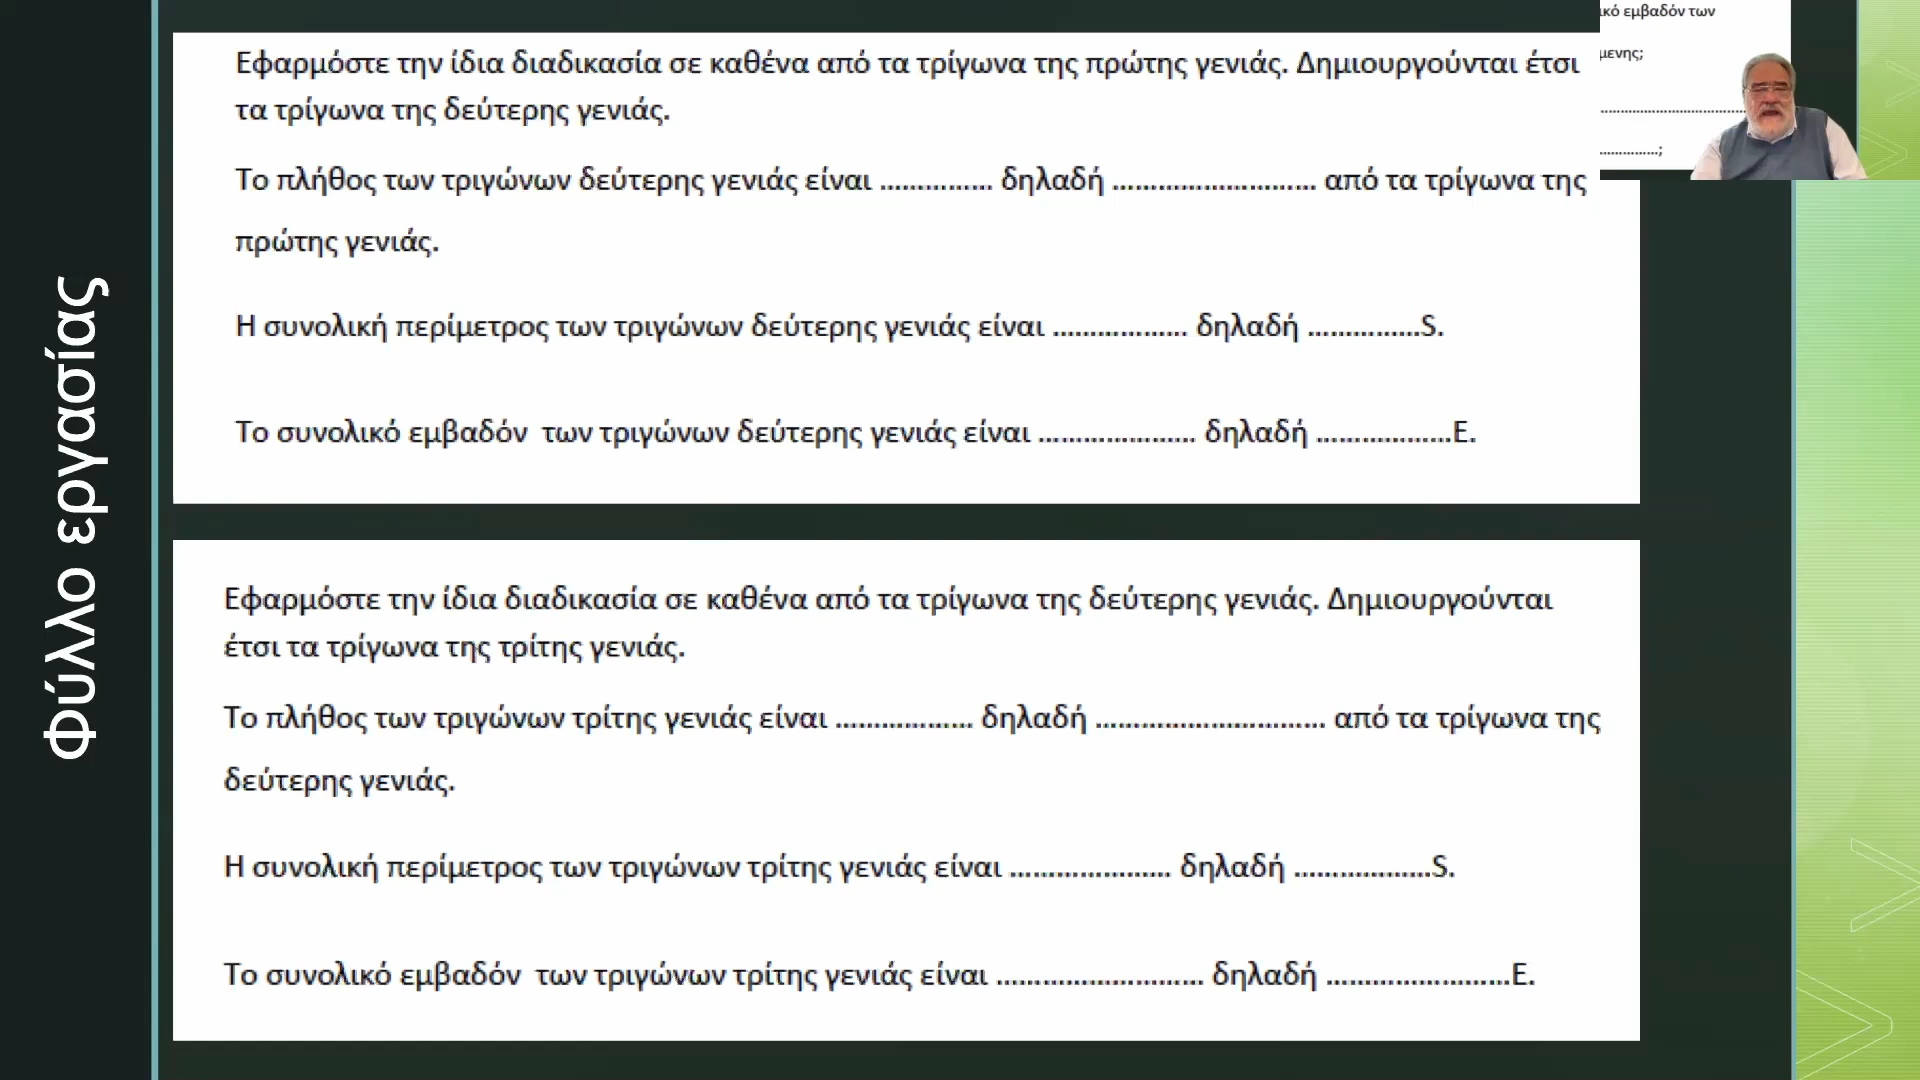 Φύλλο εργασίας
Εφαρμόστε την ίδια διαδικασία σε καθένα από τα τρίγωνα της πρώτης γενιάς. Δημιουργούνται έτσι
τα τρίγωνα της δεύτερης γενιάς.
Το πλήθος των τριγώνων δεύτερης γενιάς είναι ............... δηλαδή ........................... από τα τρίγωνα της
πρώτης γενιάς.
Η συνολική περίμετρος των τριγώνων δεύτερης γενιάς είναι .................. δηλαδή ...............S.
Το συνολικό εμβαδόν των τριγώνων δεύτερης γενιάς είναι ..................... δηλαδή ..................E.
Εφαρμόστε την ίδια διαδικασία σε καθένα από τα τρίγωνα της δεύτερης γενιάς. Δημιουργούνται
έτσι τα τρίγωνα της τρίτης γενιάς.
Το πλήθος των τριγώνων τρίτης γενιάς είναι .................. δηλαδή .............................. από τα τρίγωνα της
δεύτερης γενιάς.
Η συνολική περίμετρος των τριγώνων τρίτης γενιάς είναι ..................... δηλαδή ..................S.
Το συνολικό εμβαδόν των τριγώνων τρίτης γενιάς είναι ........................... δηλαδή ........................E.
εμβαδόν των